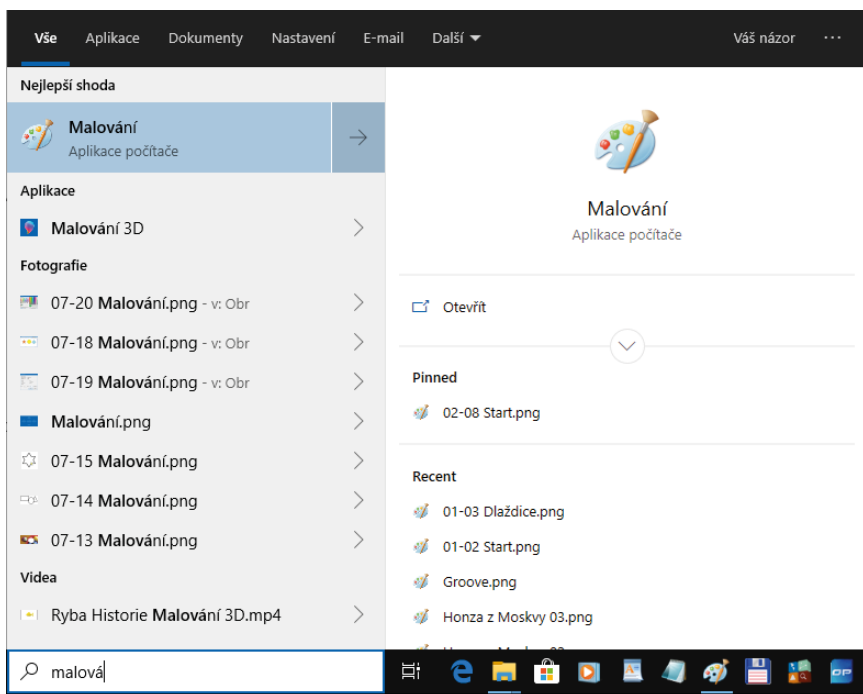 Vše Aplikace Dokumenty Nastavení E-mail Další Váš názor ...
Nejlepší shoda
Malování
Aplikace počítače
Aplikace
Malování 3D
Fotografie
07-20 Malování.png - v: Obr
07-18 Malování.png - v: Obr
07-19 Malování.png - v: Obr
Malování.png
07-15 Malování.png
07-14 Malování.png
07-13 Malování.png
Videa
Ryba Historie Malování 3D.mp4
malová
Malování
Aplikace počítače
Otevřít
Pinned
02-08 Start.png
Recent
01-03 Dlaždice.png
01-02 Start.png
Groove.png
Honza z Moskvy 03.png
OP